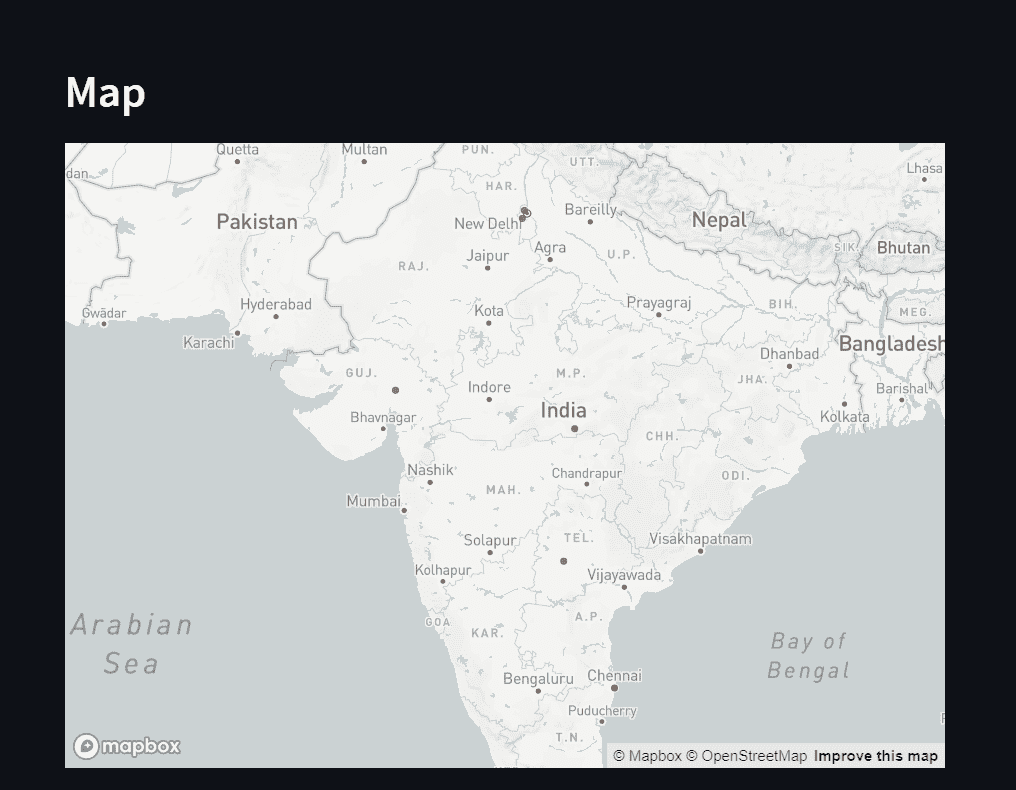 Map
Quetta
Multan
PUN.
UTT.
Lhasa
dan
HAR.
Pakistan
New Delhi
Bareilly
Nepal
SIK.
Bhutan
Jaipur
Agra
U.P.
RAJ.
Gwādar
Hyderabad
Kota
Prayagraj
BIH.
MEG.
Karachi
Bangladesh
Dhanbad
GUJ.
Indore
M.P.
JHA.
Barishal
Bhavnagar
India
Kolkata
CHH.
Nashik
Chandrapur
ODI.
Mumbai
MAH.
Solapur
TEL.
Visakhapatnam
Kolhapur
Vijayawada
GOA
KAR.
A.P.
Arabian
Sea
Bay of
Bengal
Bengaluru
Chennai
Puducherry
T.N.
mapbox
© Mapbox © OpenStreetMap Improve this map